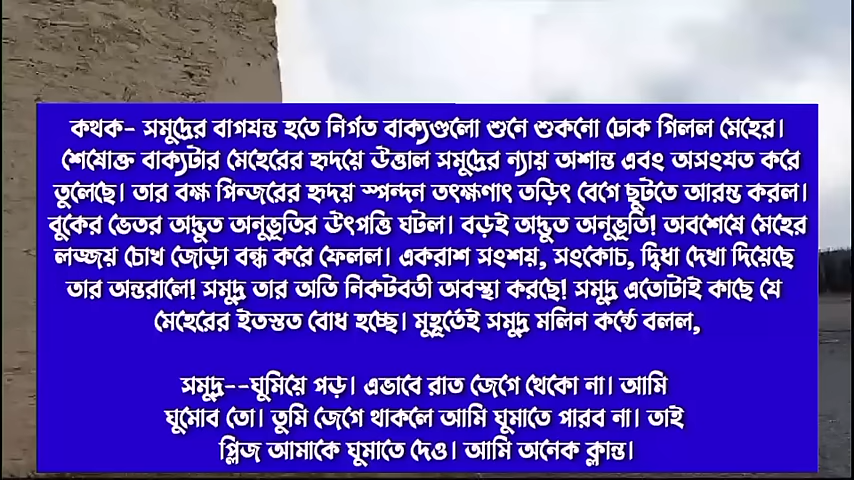 কথক- সমুদ্রের বাগযন্ত হতে নির্গত বাক্যগুলো শুনে শুকনো ঢোক গিলল মেহের।
শেষোক্ত বাক্যটার মেহেরের হৃদয়ে উত্তাল সমুদ্রের ন্যায় অশান্ত এবং অসংযত করে
তুলেছে। তার বক্ষ পিন্জরের হৃদয় স্পন্দন তৎক্ষণাৎ তড়িৎ বেগে ছুটতে আরম্ভ করল।
বুকের ভেতর অদ্ভুত অনুভূতির উৎপত্তি ঘটল। বড়ই অদ্ভুত অনুভূতি! অবশেষে মেহের
লজ্জয় চোখ জোড়া বন্ধ করে ফেলল। একরাশ সংশয়, সংকোচ, দ্বিধা দেখা দিয়েছে
তার অন্তরালে! সমুদ্র তার অতি নিকটবর্তী অবস্থা করছে! সমুদ্র এতোটাই কাছে যে
মেহেরের ইতস্তত বোধ হচ্ছে। মুহূর্তেই সমুদ্র মলিন কন্ঠে বলল,
সমুদ্র--ঘুমিয়ে পড়। এভাবে রাত জেগে থেকো না। আমি
ঘুমোব তো। তুমি জেগে থাকলে আমি ঘুমাতে পারব না। তাই
প্লিজ আমাকে ঘুমাতে দেও। আমি অনেক ক্লান্ত।